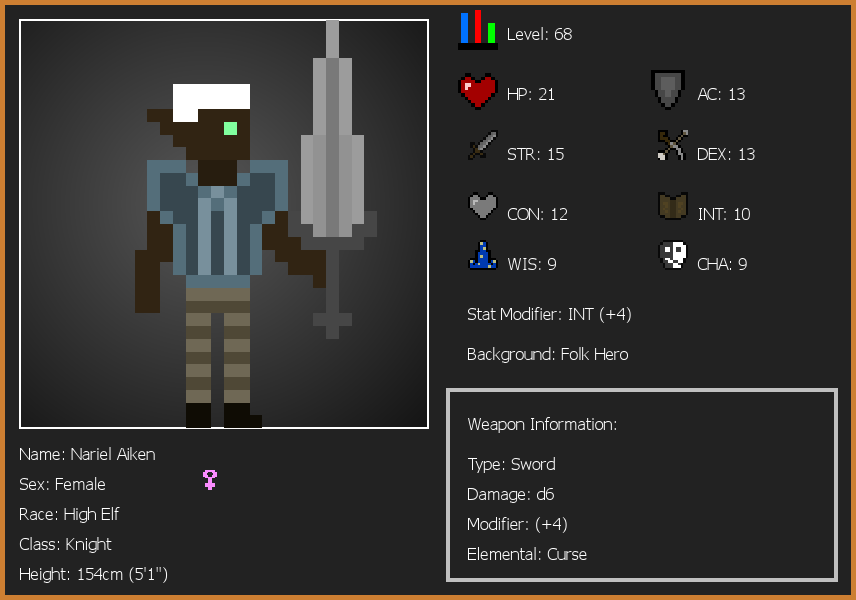 Level: 68
HP: 21
AC: 13
STR: 15
DEX: 13
CON: 12
INT: 10
WIS: 9
CHA: 9
Stat Modifier: INT (+4)
Background: Folk Hero
Weapon Information:
Type: Sword
Damage: d6
Modifier: (+4)
Elemental: Curse
Name: Nariel Aiken
Sex: Female
Race: High Elf
Class: Knight
Height: 154cm (5'1")